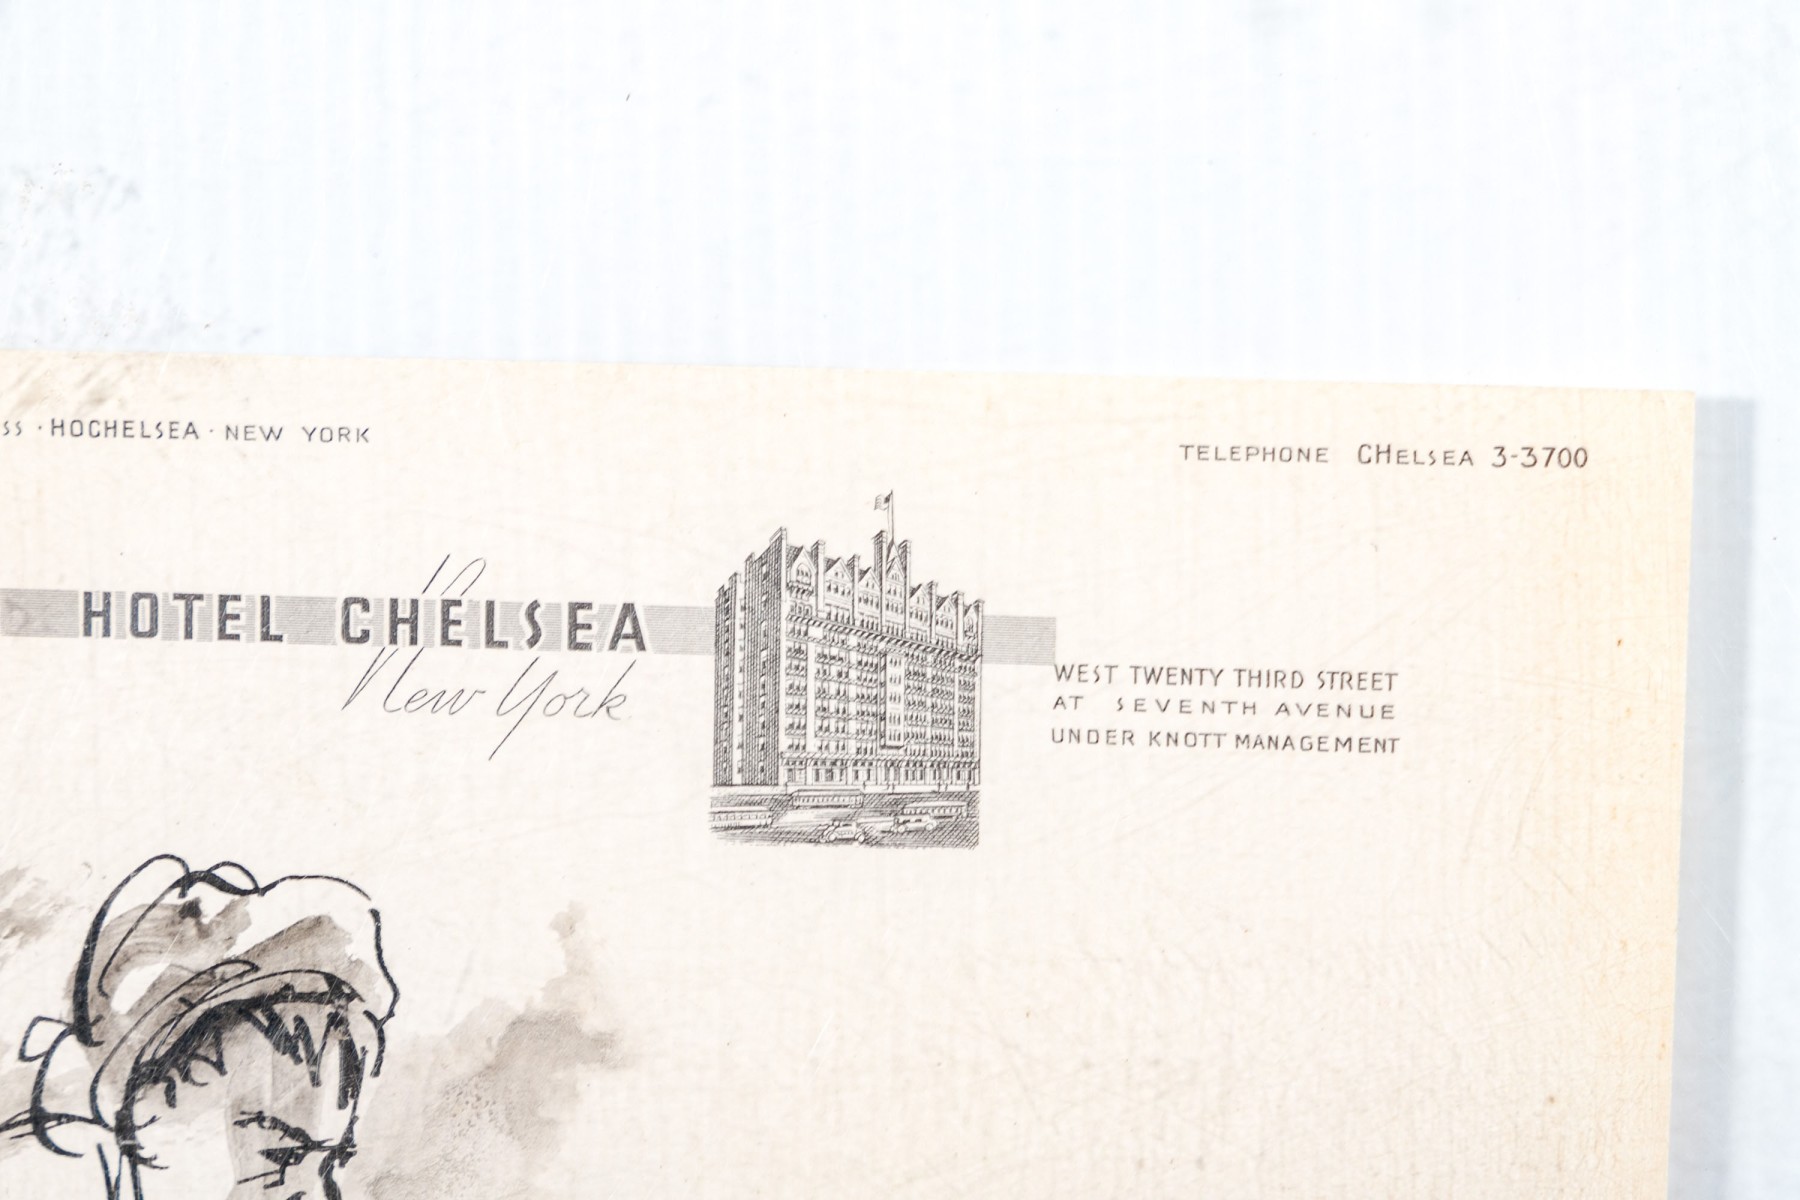 SS · HOCHELSEA · NEW YORK
TELEPHONE CHELSEA 3-3700
HOTEL CHELSEA
New York
WEST TWENTY THIRD STREET
AT SEVENTH AVENUE
UNDER KNOTT MANAGEMENT